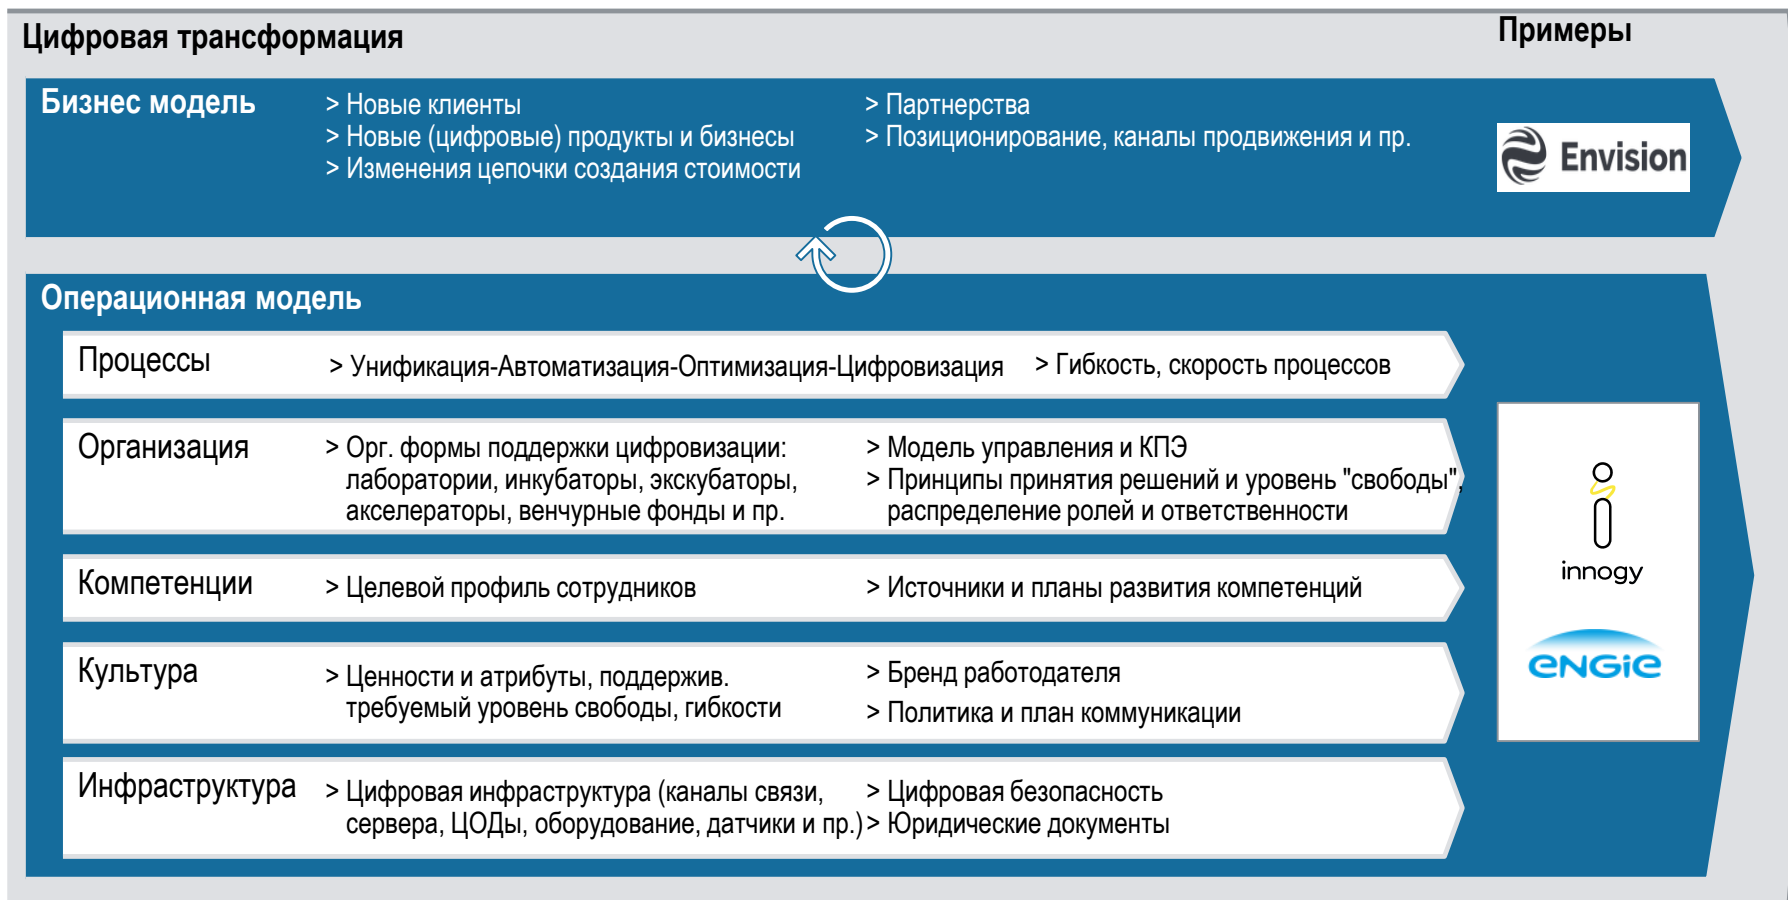 Цифровая трансформация
Примеры
Бизнес модель
> Новые клиенты
> Новые (цифровые) продукты и бизнесы
> Изменения цепочки создания стоимости
> Партнерства
> Позиционирование, каналы продвижения и пр.
Envision
Операционная модель
Процессы
> Унификация-Автоматизация-Оптимизация-Цифровизация
> Гибкость, скорость процессов
Организация
> Орг. формы поддержки цифровизации:
лаборатории, инкубаторы, экскубаторы,
акселераторы, венчурные фонды и пр.
> Модель управления и КПЭ
> Принципы принятия решений и уровень "свободы",
распределение ролей и ответственности
Компетенции
> Целевой профиль сотрудников
> Источники и планы развития компетенций
Культура
> Ценности и атрибуты, поддержив.
требуемый уровень свободы, гибкости
> Бренд работодателя
> Политика и план коммуникации
Инфраструктура
> Цифровая инфраструктура (каналы связи,
сервера, ЦОДы, оборудование, датчики и пр.)
> Цифровая безопасность
> Юридические документы
innogy
eNGie